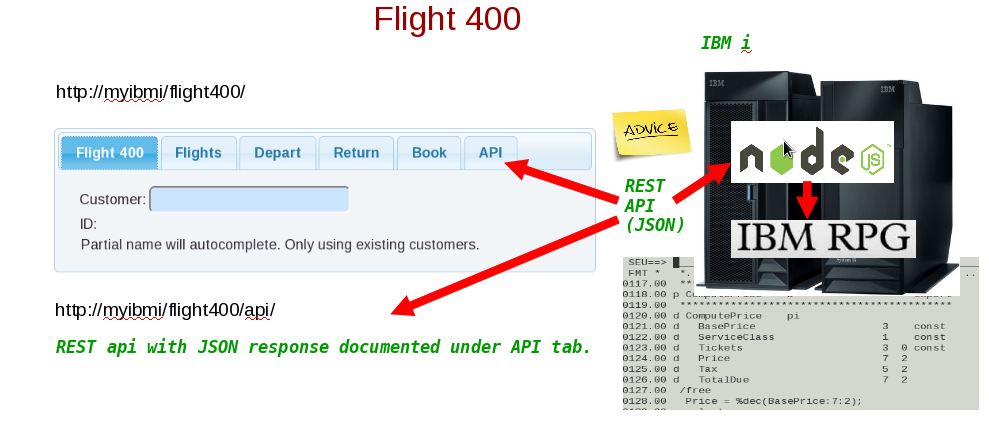 Flight 400
IBM i
http://myibmi/flight400/
IBM
IBM
ADVICE
node
JS
Flight 400 Flights Depart Return Book API
Customer:
ID:
Partial name will autocomplete. Only using existing customers.
REST
API
(JSON)
IBM RPG
http://myibmi/flight400/api/
REST api with JSON response documented under API tab.
SEU==>
FMT * *.
0117.00 **
0118.00 p
0119.00 ******************************************
0120.00 d ComputePrice pi
0121.00 d BasePrice 3 const
0122.00 d ServiceClass 1 const
0123.00 d Tickets 3 0 const
0124.00 d Price 7 2
0125.00 d Tax 5 2
0126.00 d TotalDue 7 2
0127.00 /free
0128.00 Price = %dec(BasePrice:7:2);